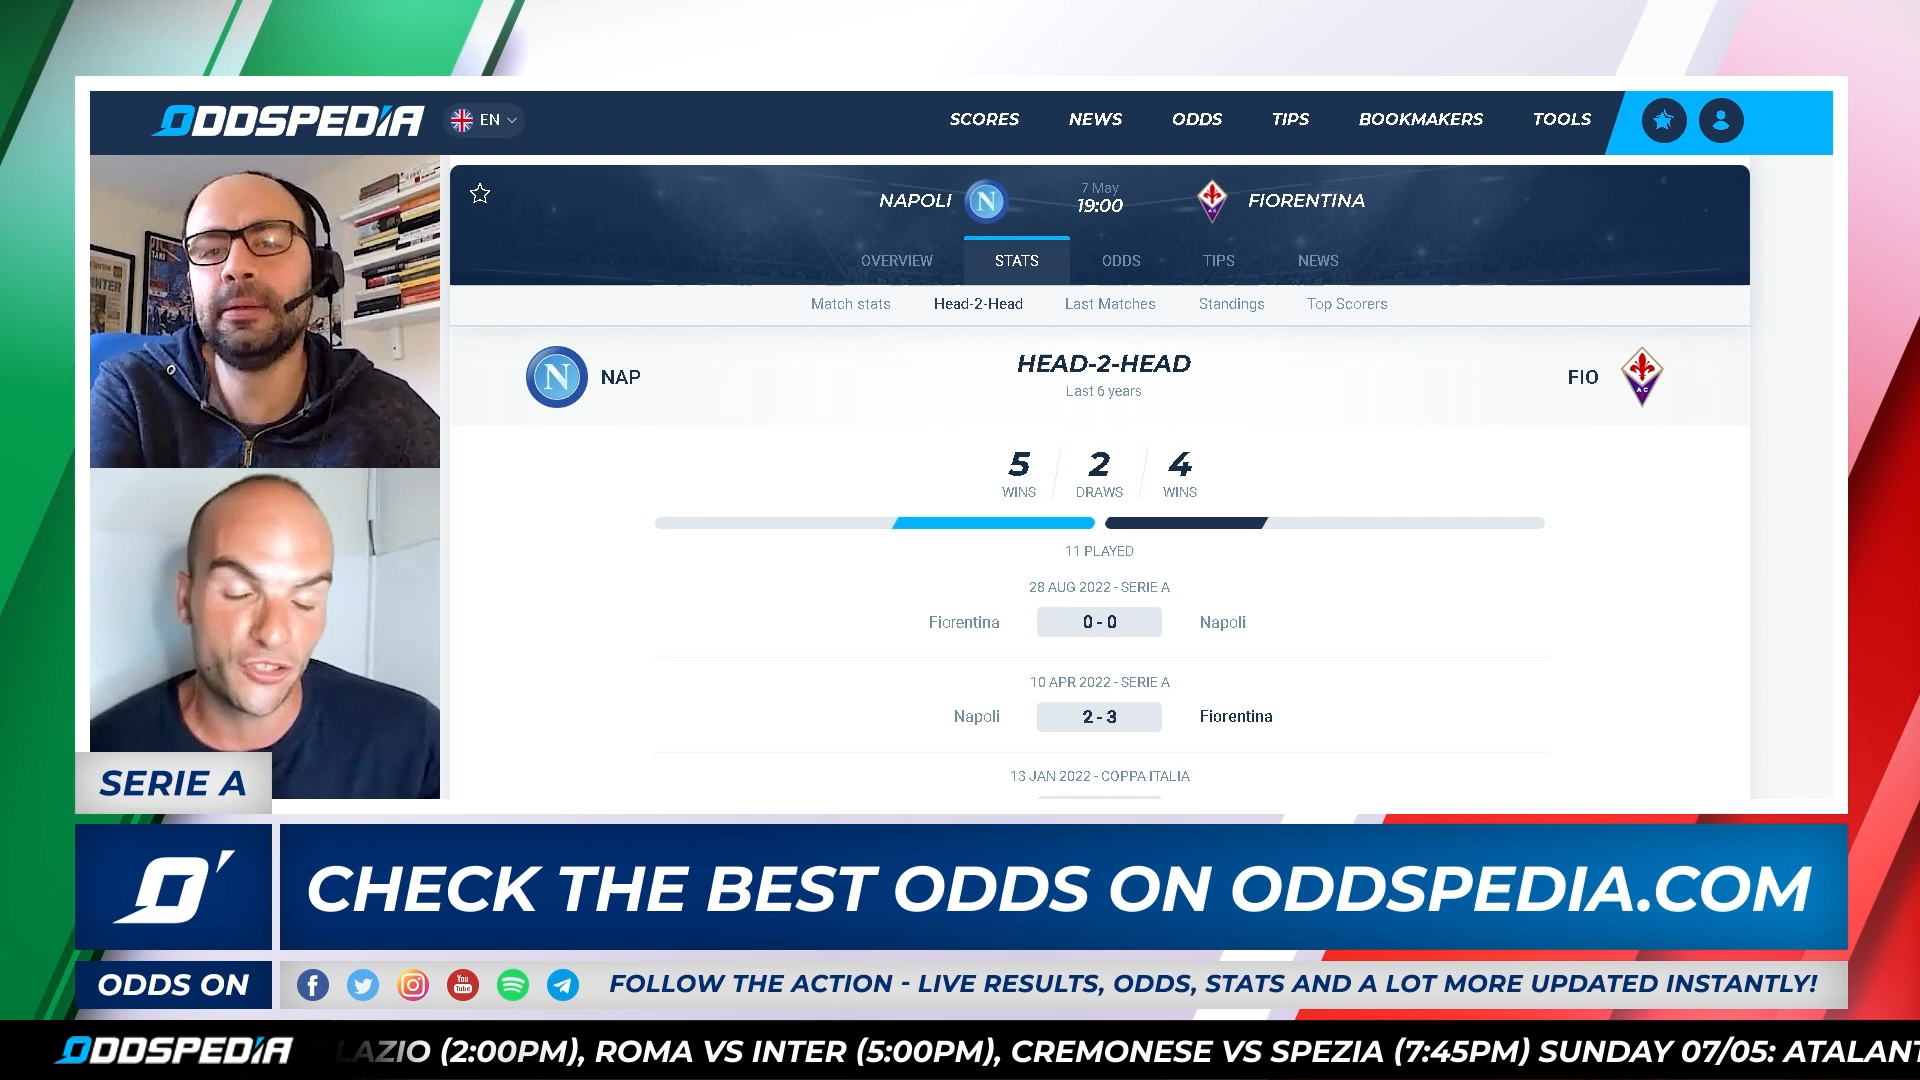 ODDSPEDIA
EN
SCORES NEWS ODDS TIPS BOOKMAKERS TOOLS
NAPOLI N 7 May 19:00 FIORENTINA
OVERVIEW STATS ODDS TIPS NEWS
Match stats Head-2-Head Last Matches Standings Top Scorers
N NAP
HEAD-2-HEAD
Last 6 years
FIO
5 2 4
WINS DRAWS WINS
11 PLAYED
28 AUG 2022 - SERIE A
Fiorentina 0 - 0 Napoli
10 APR 2022 - SERIE A
Napoli 2 - 3 Fiorentina
13 JAN 2022 - COPPA ITALIA
INTER
SERIE A
CHECK THE BEST ODDS ON ODDSPEDIA.COM
ODDS ON
You Tube
FOLLOW THE ACTION - LIVE RESULTS, ODDS, STATS AND A LOT MORE UPDATED INSTANTLY!
ODDSPEDIA
LAZIO (2:00PM), ROMA VS INTER (5:00PM), CREMONESE VS SPEZIA (7:45PM) SUNDAY 07/05: ATALANT